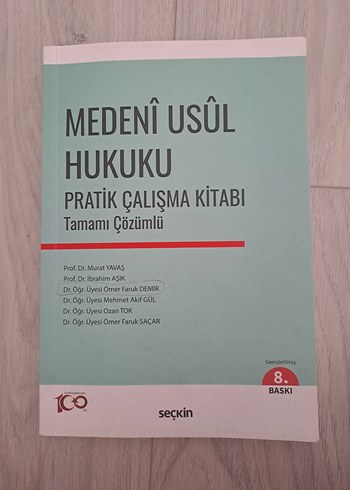 MEDENÎ USÛL
HUKUKU
PRATİK ÇALIŞMA KİTABI
Tamamı Çözümlü
Prof. Dr. Murat YAVAŞ
Prof. Dr. İbrahim AŞIK
Dr. Öğr. Üyesi Ömer Faruk DEMİR
Dr. Öğr. Üyesi Mehmet Akif GÜL
Dr. Öğr. Üyesi Ozan TOK
Dr. Öğr. Üyesi Ömer Faruk SAÇAR
Genişletilmiş
8.
BASKI
100
seçkin